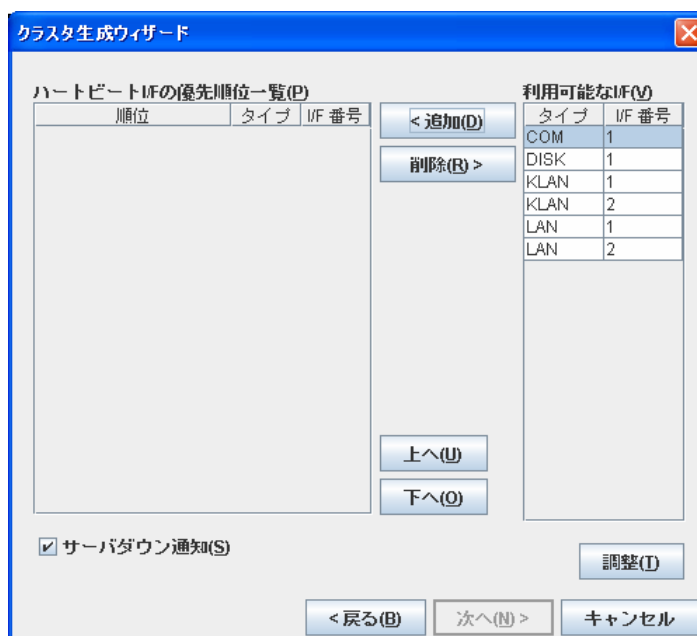 クラスタ生成ウィザード
ハートビートI/Fの優先順位一覧(P)
順位 タイプ I/F 番号
< 追加(D)
削除(R) >
上へ(U)
下へ(O)
利用可能なI/F(V)
タイプ I/F 番号
COM 1
DISK 1
KLAN 1
KLAN 2
LAN 1
LAN 2
サーバダウン通知(S)
調整(T)
< 戻る(B) 次へ(N) > キャンセル